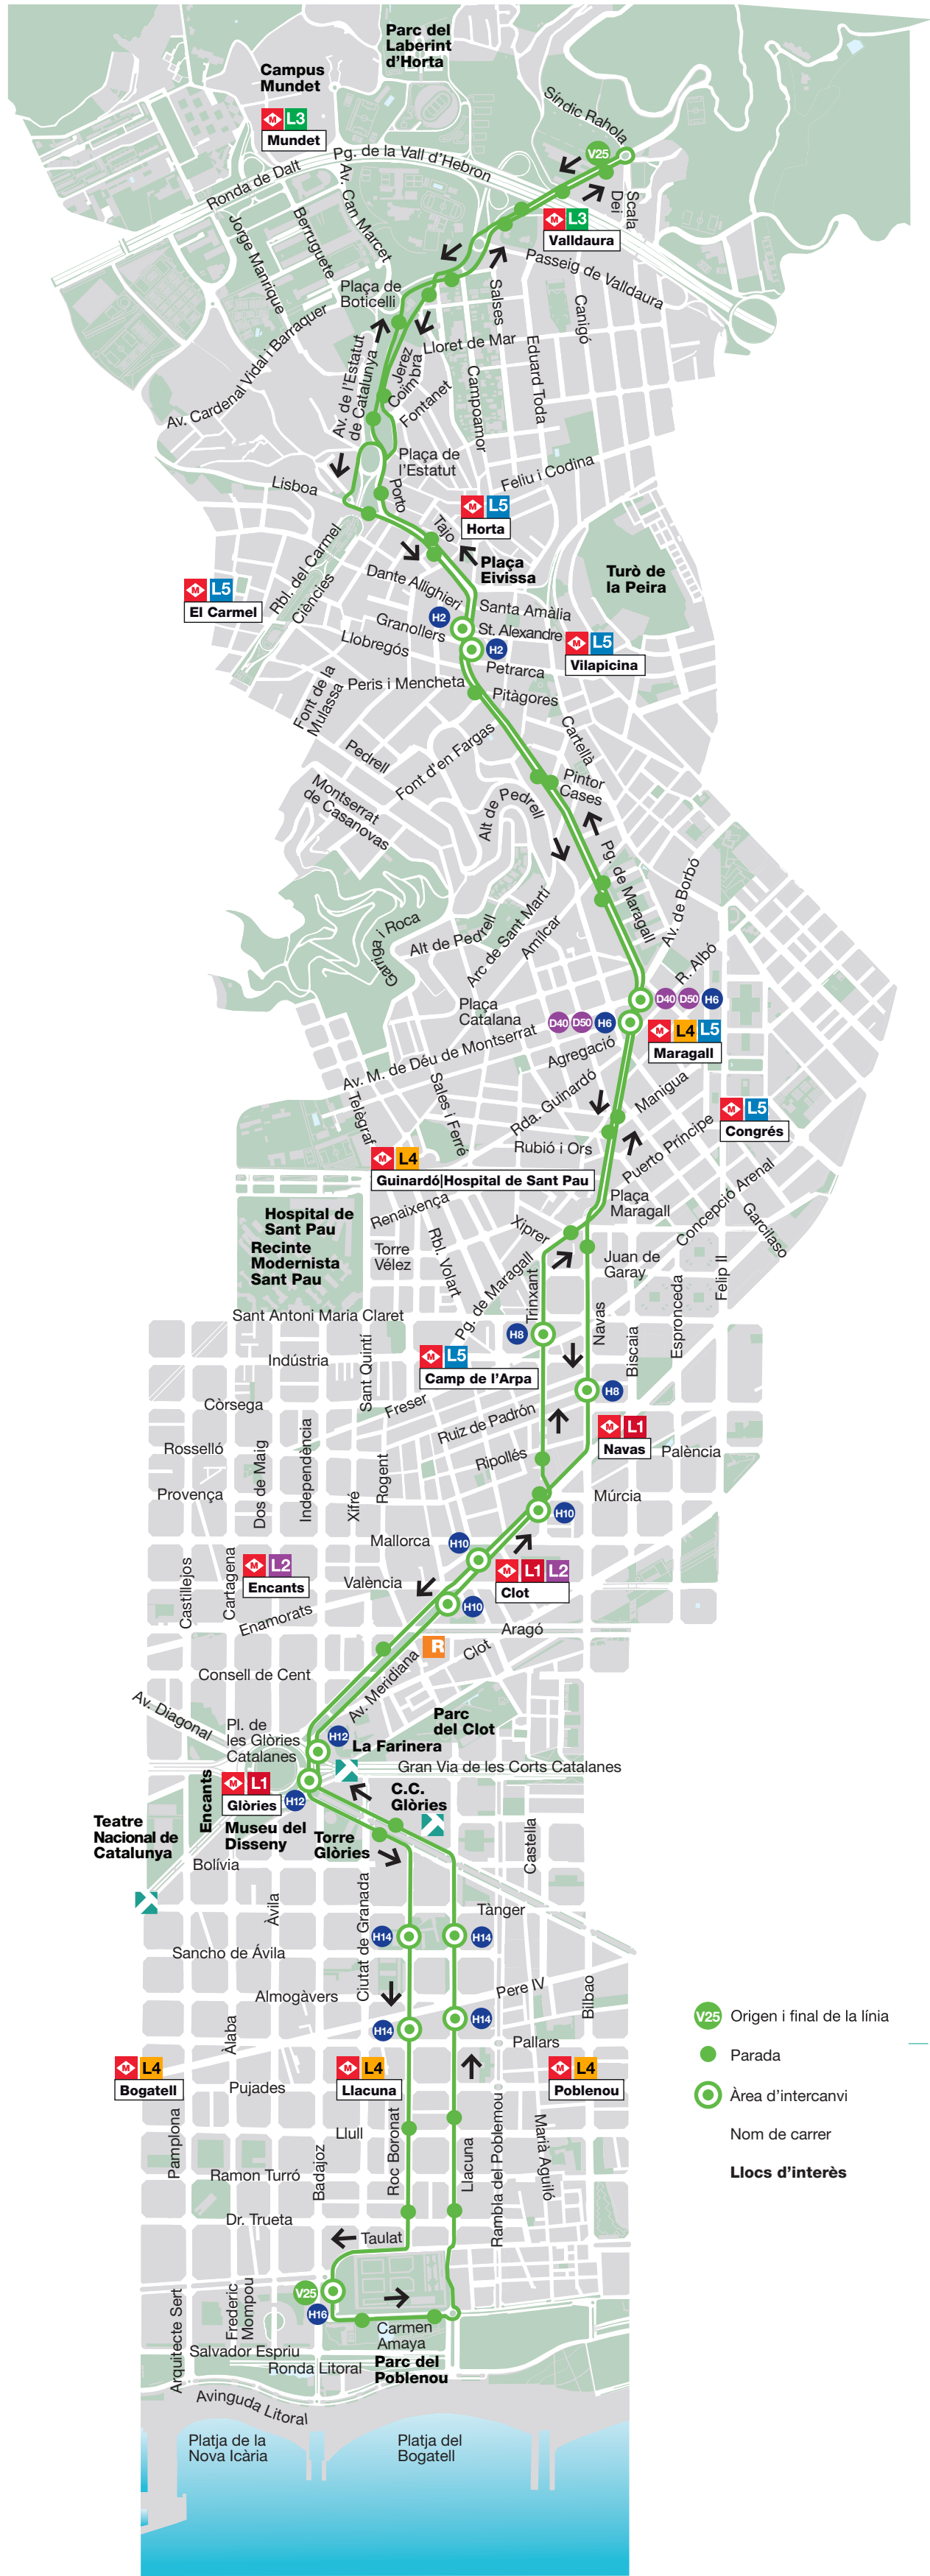 Parc del
Laberint
d'Horta
Campus
Mundet
L3
Mundet
Síndic Rahola
V25
Pg. de la Vall d'Hebron
Ronda de Dalt
Av. Can Marcet
Berruguete
Jorge Manrique
Scala
Dei
L3
Valldaura
Passeig de Valldaura
Plaça de
Boticelli
Salses
Canigó
Av. Cardenal Vidal i Barraquer
Av. de l'Estatut
de Catalunya
Jerez
Coimbra
Lloret de Mar
Eduard Toda
Campoamor
Fontanet
Plaça de
l'Estatut
Feliu i Codina
Lisboa
Porto
L5
Horta
Tajo
Plaça
Eivissa
Turò de
la Peira
Rbl. del Carmel
Ciències
L5
El Carmel
Dante Allighieri
Santa Amàlia
H2
Granollers
St. Alexandre
Llobregós
H2
L5
Vilapicina
Petrarca
Peris i Mencheta
Pitàgores
Font de la
Mulassa
Cartellà
Font d'en Fargas
Pedrell
Pintor
Cases
Montserrat
de Casanovas
Alt de Pedrell
Pg. de Maragall
Av. de Borbó
Garriga i Roca
Alt de Pedrell
Arc de Sant Martí
Amílcar
R. Albó
D40 D50 H6
Plaça
Catalana
D40 D50 H6
L4 L5
Maragall
Av. M. de Déu de Montserrat
Agregació
Telègraf
Sales i Ferré
Rda. Guinardó
Manigua
L5
Congrés
Rubió i Ors
Puerto Príncipe
L4
Guinardó|Hospital de Sant Pau
Concepció Arenal
Plaça
Maragall
Garcilaso
Hospital de
Sant Pau
Recinte
Modernista
Sant Pau
Renaixença
Xiprer
Torre
Vélez
Rbl. Volart
Juan de
Garay
Felip II
Pg. de Maragall
Trinxant
Navas
Espronceda
Sant Antoni Maria Claret
H8
Biscaia
Indústria
Sant Quintí
L5
Camp de l'Arpa
H8
Còrsega
Freser
Ruiz de Padrón
L1
Navas
Rosselló
Palència
Dos de Maig
Independència
Ripollés
Rogent
Provença
Xifré
Múrcia
H10
Mallorca
H10
L2
Encants
L1 L2
Clot
Castillejos
Cartagena
València
H10
Enamorats
Aragó
R
Clot
Consell de Cent
Av. Meridiana
Av. Diagonal
Parc
del Clot
Pl. de
les Glòries
Catalanes
H12
La Farinera
Gran Via de les Corts Catalanes
L1
Glòries
Encants
H12
C.C.
Glòries
Teatre
Nacional de
Catalunya
Museu del
Disseny
Torre
Glòries
Castella
Bolívia
Àvila
Ciutat de Granada
Tànger
H14
H14
Sancho de Ávila
Pere IV
Bilbao
Almogàvers
H14
H14
Àlaba
Pallars
L4
Bogatell
L4
Llacuna
L4
Poblenou
Pujades
Pamplona
Llull
Roc Boronat
Llacuna
Rambla del Poblemou
Marià Aguiló
Ramon Turró
Badajoz
Dr. Trueta
Taulat
V25
H16
Arquitecte Sert
Frederic
Mompou
Carmen
Amaya
Salvador Espriu
Ronda Litoral
Parc del
Poblenou
Avinguda Litoral
Platja de la
Nova Icària
Platja del
Bogatell
V25 Origen i final de la línia
Parada
Àrea d'intercanvi
Nom de carrer
Llocs d'interès